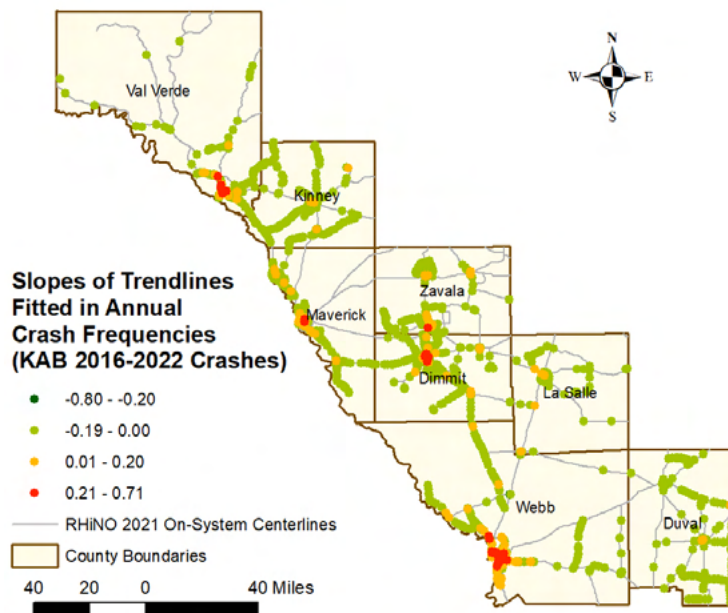 N
W E
S
Val Verde
Kinney
Slopes of Trendlines
Fitted in Annual
Crash Frequencies
(KAB 2016-2022 Crashes)
Zavala
Maverick
Dimmit
La Salle
-0.80 - -0.20
-0.19 - 0.00
0.01 - 0.20
0.21 - 0.71
RHiNO 2021 On-System Centerlines
County Boundaries
Webb
Duval
40 20 0 40 Miles